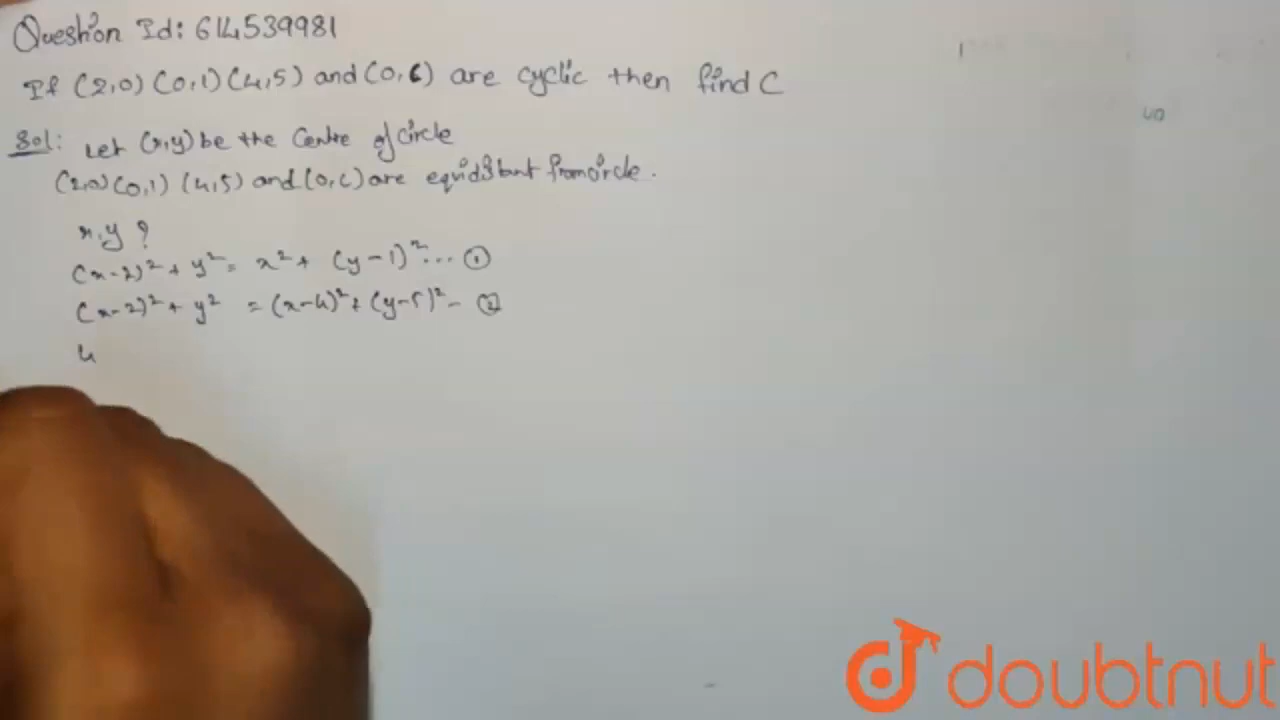 Question Id: 614539981
If (2,0) (0,1) (4,5) and (0,C) are cyclic then find C
Sol: Let (x,y) be the Centre of Circle
(2,0) (0,1) (4,5) and (0,C) are equidistant from Circle.
x,y ?
(x-2)² + y² = x² + (y-1)² ... ①
(x-2)² + y² = (x-4)² + (y-5)² - ②
4
doubtnut